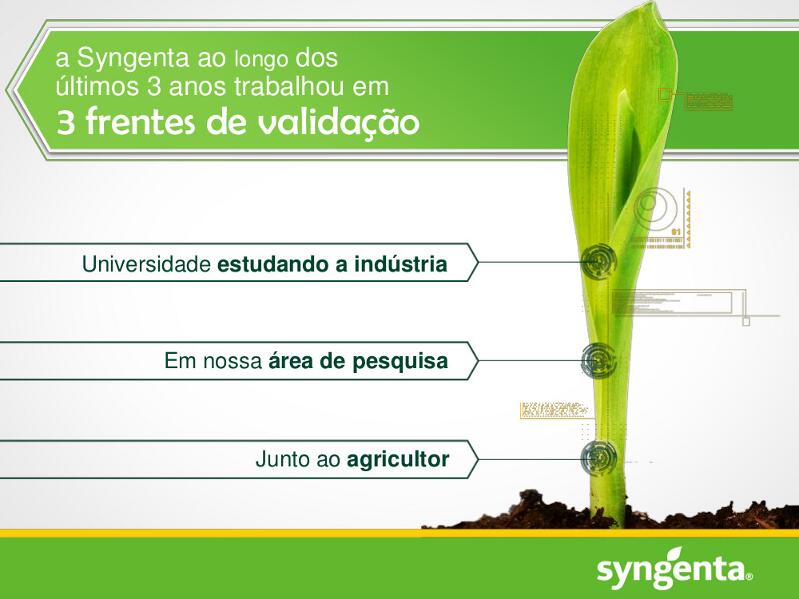 a Syngenta ao longo dos
últimos 3 anos trabalhou em
3 frentes de validação
Universidade estudando a indústria
Em nossa área de pesquisa
Junto ao agricultor
syngenta®